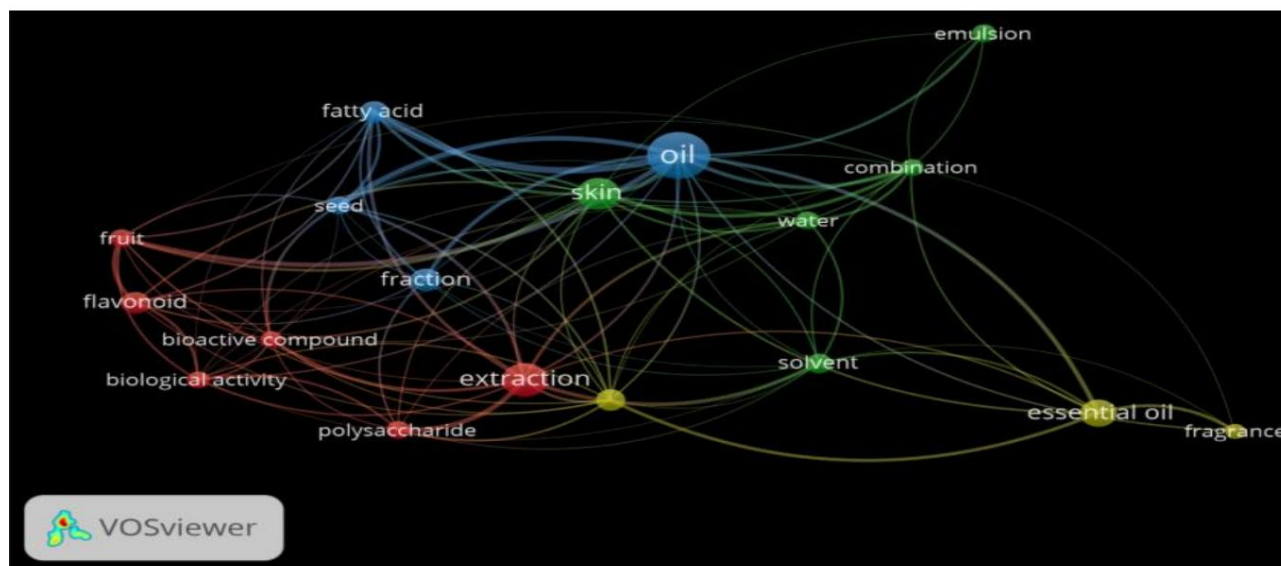 emulsion
fatty acid
oil
combination
skin
seed
water
fruit
fraction
flavonoid
bioactive compound
solvent
biological activity
extraction
essential oil
polysaccharide
fragrance
VOSviewer